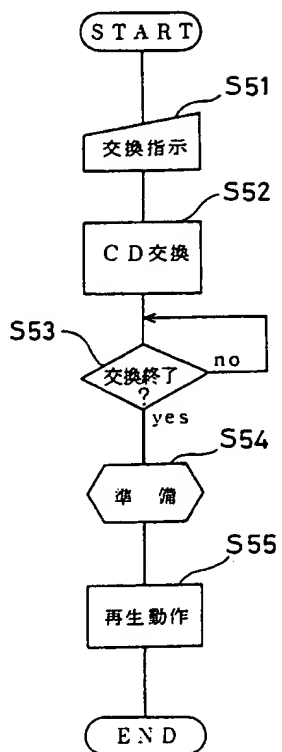 START
S51
交換指示
S52
CD交換
S53
交換終了
?
no
yes
S54
準備
S55
再生動作
END